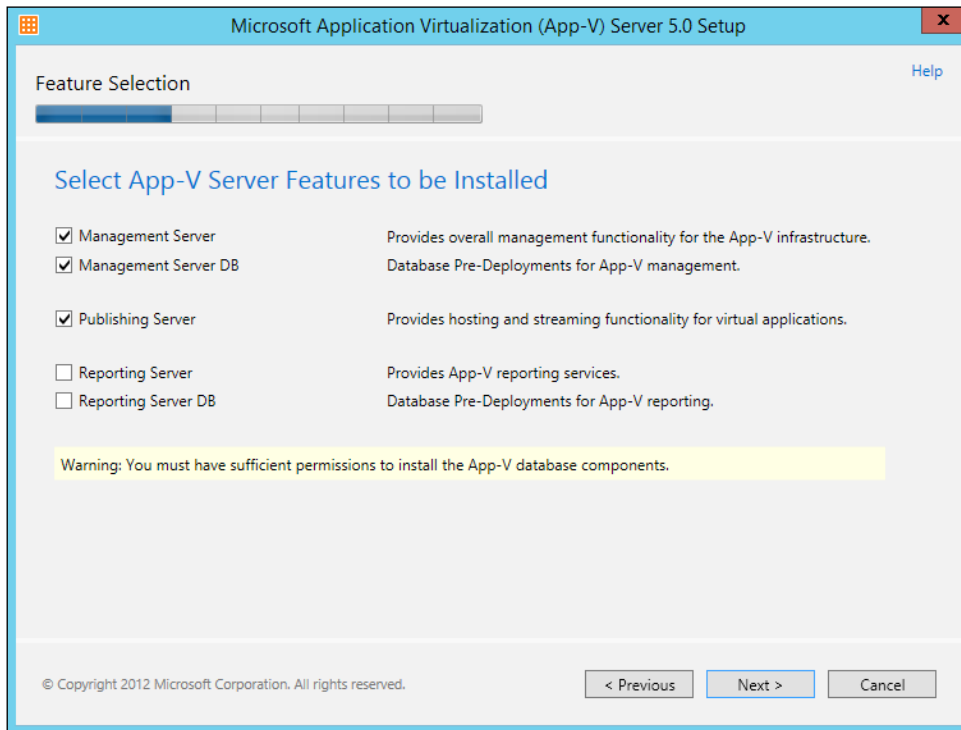 Microsoft Application Virtualization (App-V) Server 5.0 Setup
x
Help
Feature Selection
Select App-V Server Features to be Installed
Management Server Provides overall management functionality for the App-V infrastructure.
Management Server DB Database Pre-Deployments for App-V management.
Publishing Server Provides hosting and streaming functionality for virtual applications.
Reporting Server Provides App-V reporting services.
Reporting Server DB Database Pre-Deployments for App-V reporting.
Warning: You must have sufficient permissions to install the App-V database components.
© Copyright 2012 Microsoft Corporation. All rights reserved. < Previous Next > Cancel